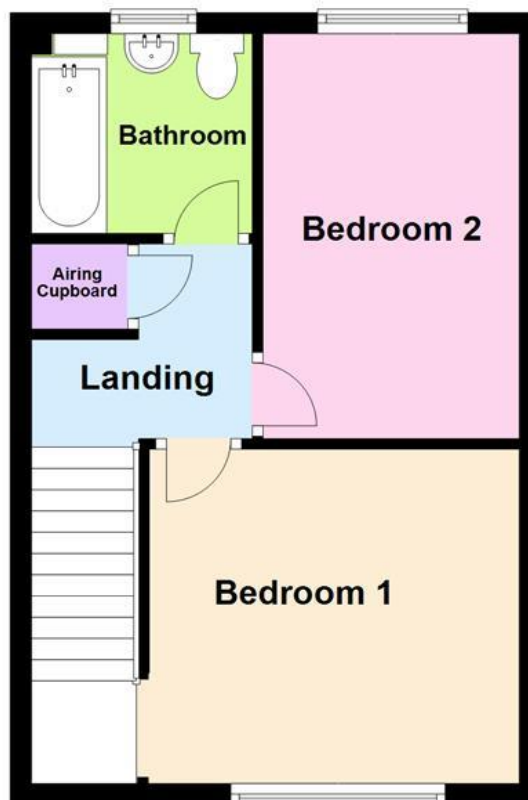 Bathroom
Bedroom 2
Airing
Cupboard
Landing
Bedroom 1